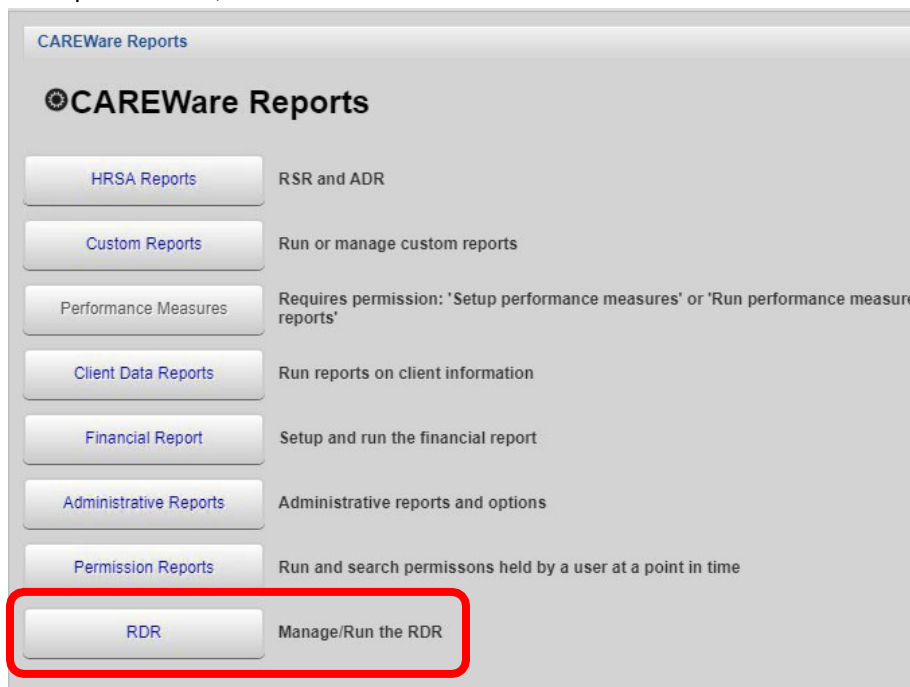 CAREWare Reports
CAREWare Reports
HRSA Reports RSR and ADR
Custom Reports Run or manage custom reports
Performance Measures Requires permission: 'Setup performance measures' or 'Run performance measure
reports'
Client Data Reports Run reports on client information
Financial Report Setup and run the financial report
Administrative Reports Administrative reports and options
Permission Reports Run and search permissons held by a user at a point in time
RDR Manage/Run the RDR